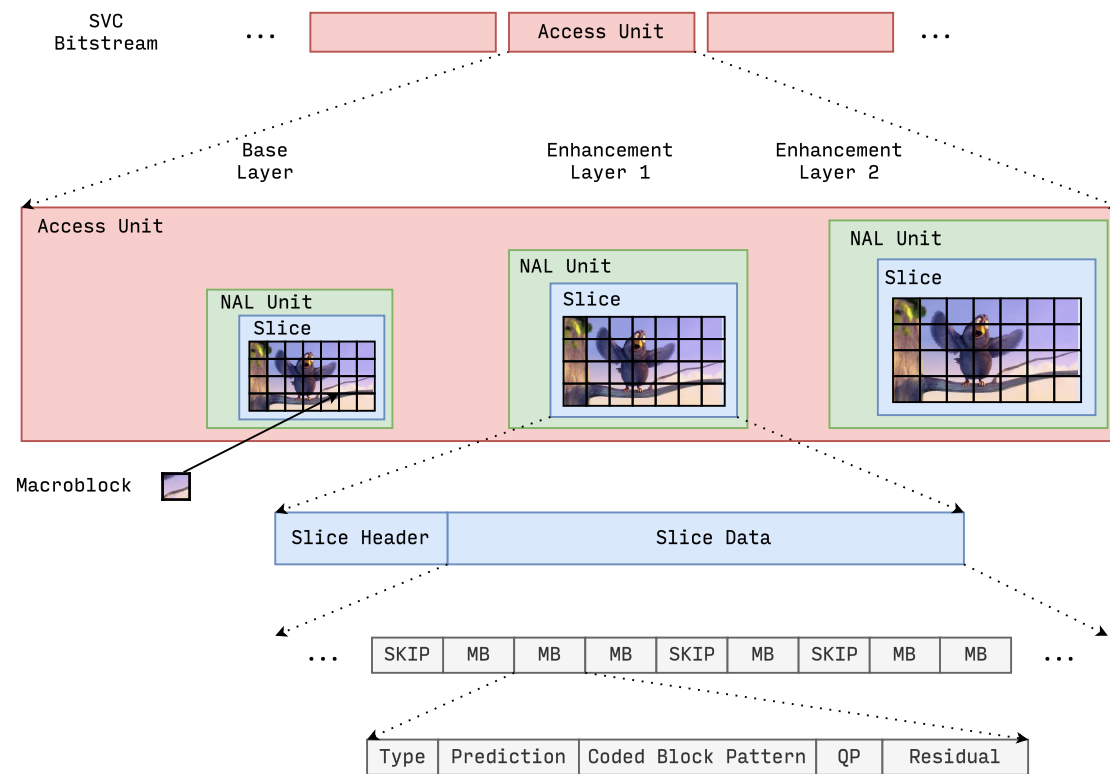 SVC
Bitstream
...
Access Unit
...
Base
Layer
Enhancement
Layer 1
Enhancement
Layer 2
Access Unit
NAL Unit
Slice
NAL Unit
Slice
NAL Unit
Slice
Macroblock
Slice Header
Slice Data
...
SKIP
MB
MB
MB
SKIP
MB
SKIP
MB
MB
...
Type
Prediction
Coded Block Pattern
QP
Residual